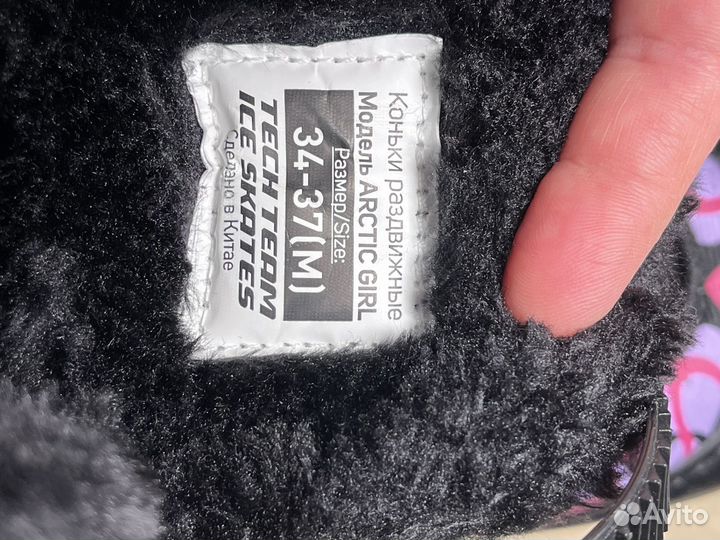 Коньки раздвижные
Модель ARCTIC GIRL
Размер/Size:
34-37(M)
TECH TEAM
ICE SKATES
Сделано в Китае
Avito